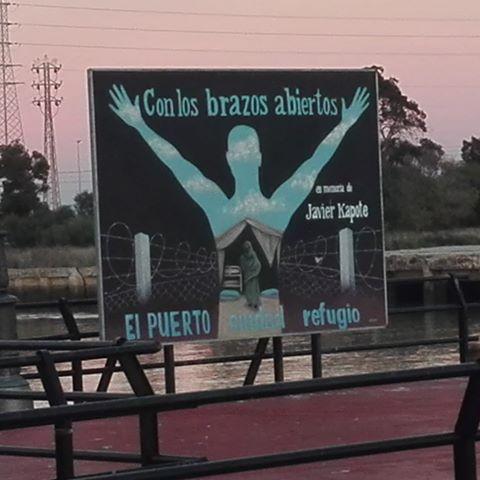 Con los brazos abiertos
en memoria de
Javier Kapote
El PUERTO ciudad refugio